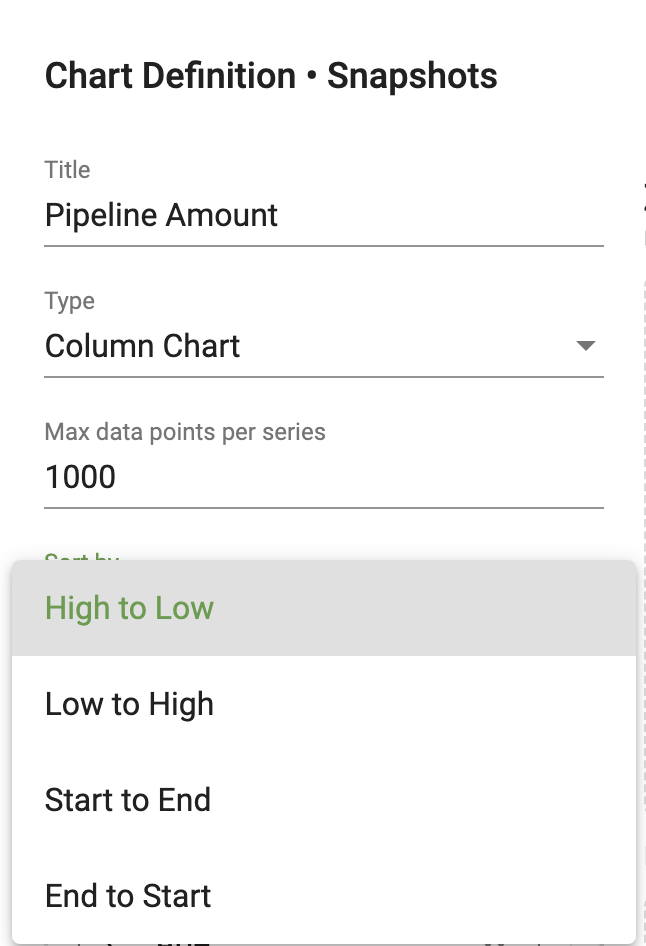 Chart Definition • Snapshots
Title
Pipeline Amount
Type
Column Chart
Max data points per series
1000
Sort by
High to Low
Low to High
Start to End
End to Start